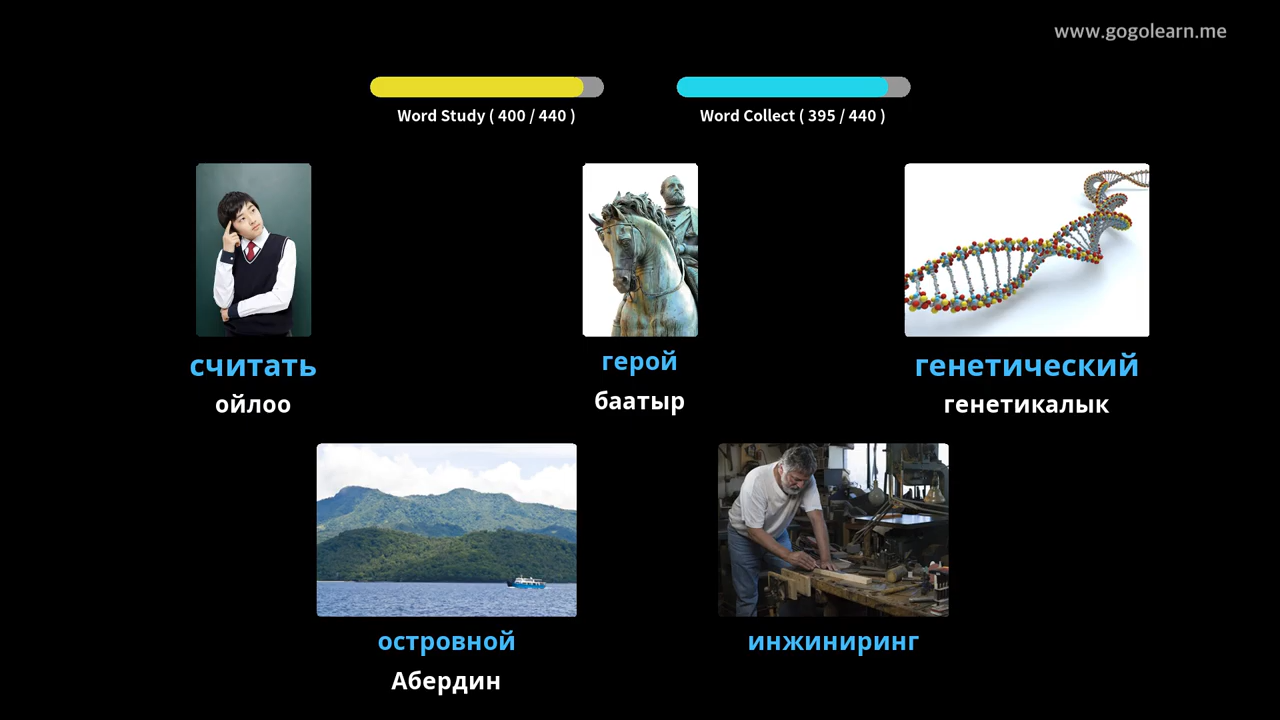 www.gogolearn.me
Word Study ( 400 / 440 )
Word Collect ( 395 / 440 )
считать
ойлоо
герой
баатыр
генетический
генетикалык
островной
Абердин
инжиниринг